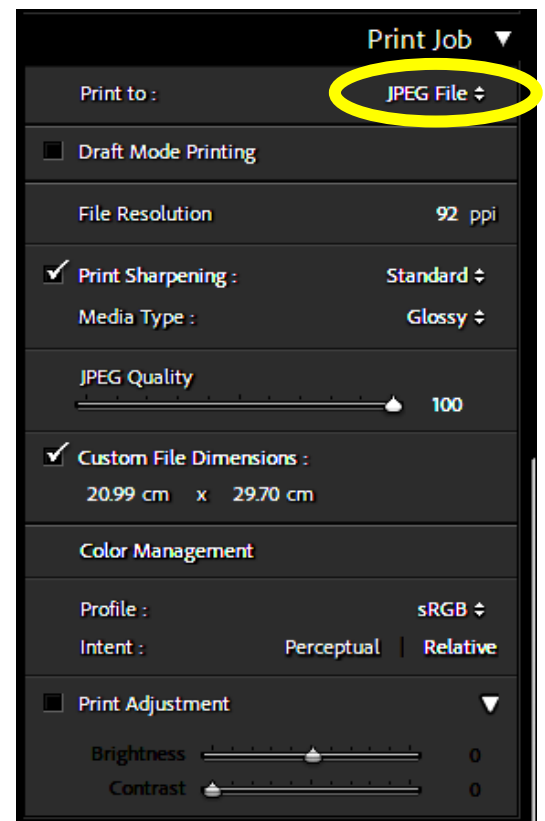 Print Job
Print to : JPEG File
Draft Mode Printing
File Resolution 92 ppi
Print Sharpening : Standard
Media Type : Glossy
JPEG Quality
100
Custom File Dimensions :
20.99 cm x 29.70 cm
Color Management
Profile : sRGB
Intent : Perceptual | Relative
Print Adjustment
Brightness 0
Contrast 0